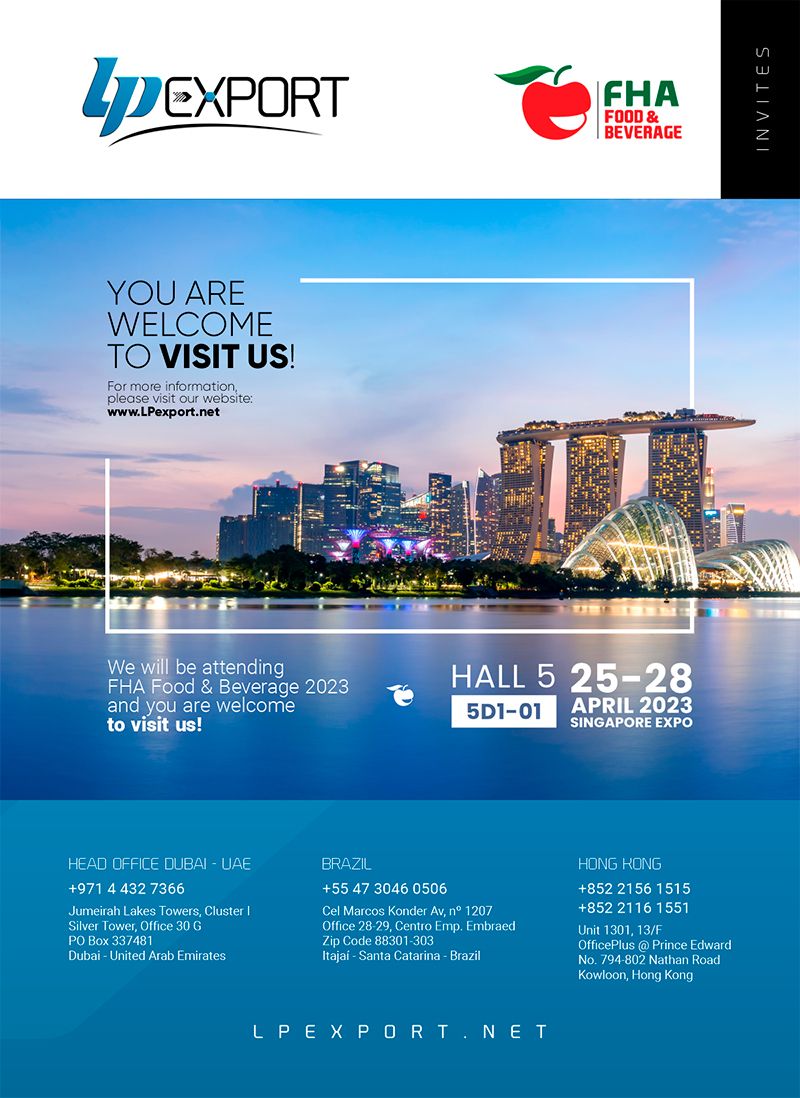 LP EXPORT
FHA
FOOD &
BEVERAGE
INVITES
YOU ARE
WELCOME
TO VISIT US!
For more information,
please visit our website:
www.LPexport.net
We will be attending
FHA Food & Beverage 2023
and you are welcome
to visit us!
HALL 5
5D1-01
25-28
APRIL 2023
SINGAPORE EXPO
HEAD OFFICE DUBAI - UAE
+971 4 432 7366
Jumeirah Lakes Towers, Cluster I
Silver Tower, Office 30 G
PO Box 337481
Dubai - United Arab Emirates
BRAZIL
+55 47 3046 0506
Cel Marcos Konder Av, nº 1207
Office 28-29, Centro Emp. Embraed
Zip Code 88301-303
Itajaí - Santa Catarina - Brazil
HONG KONG
+852 2156 1515
+852 2116 1551
Unit 1301, 13/F
OfficePlus @ Prince Edward
No. 794-802 Nathan Road
Kowloon, Hong Kong
LPEXPORT.NET